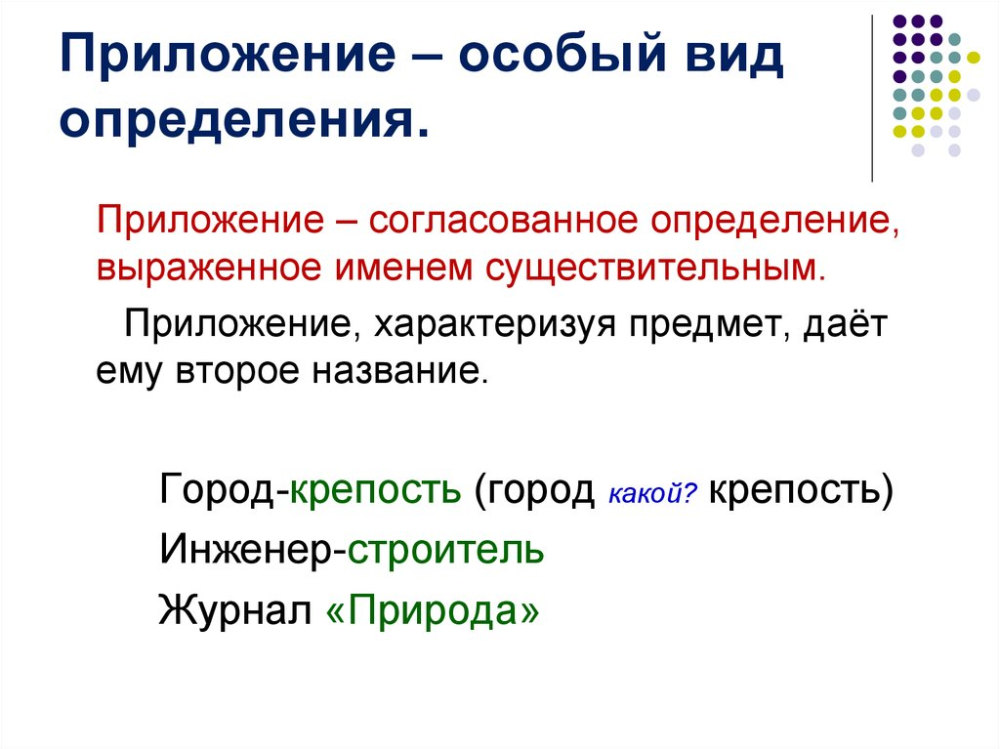 Приложение – особый вид
определения.
Приложение – согласованное определение,
выраженное именем существительным.
Приложение, характеризуя предмет, даёт
ему второе название.
Город-крепость (город какой? крепость)
Инженер-строитель
Журнал «Природа»